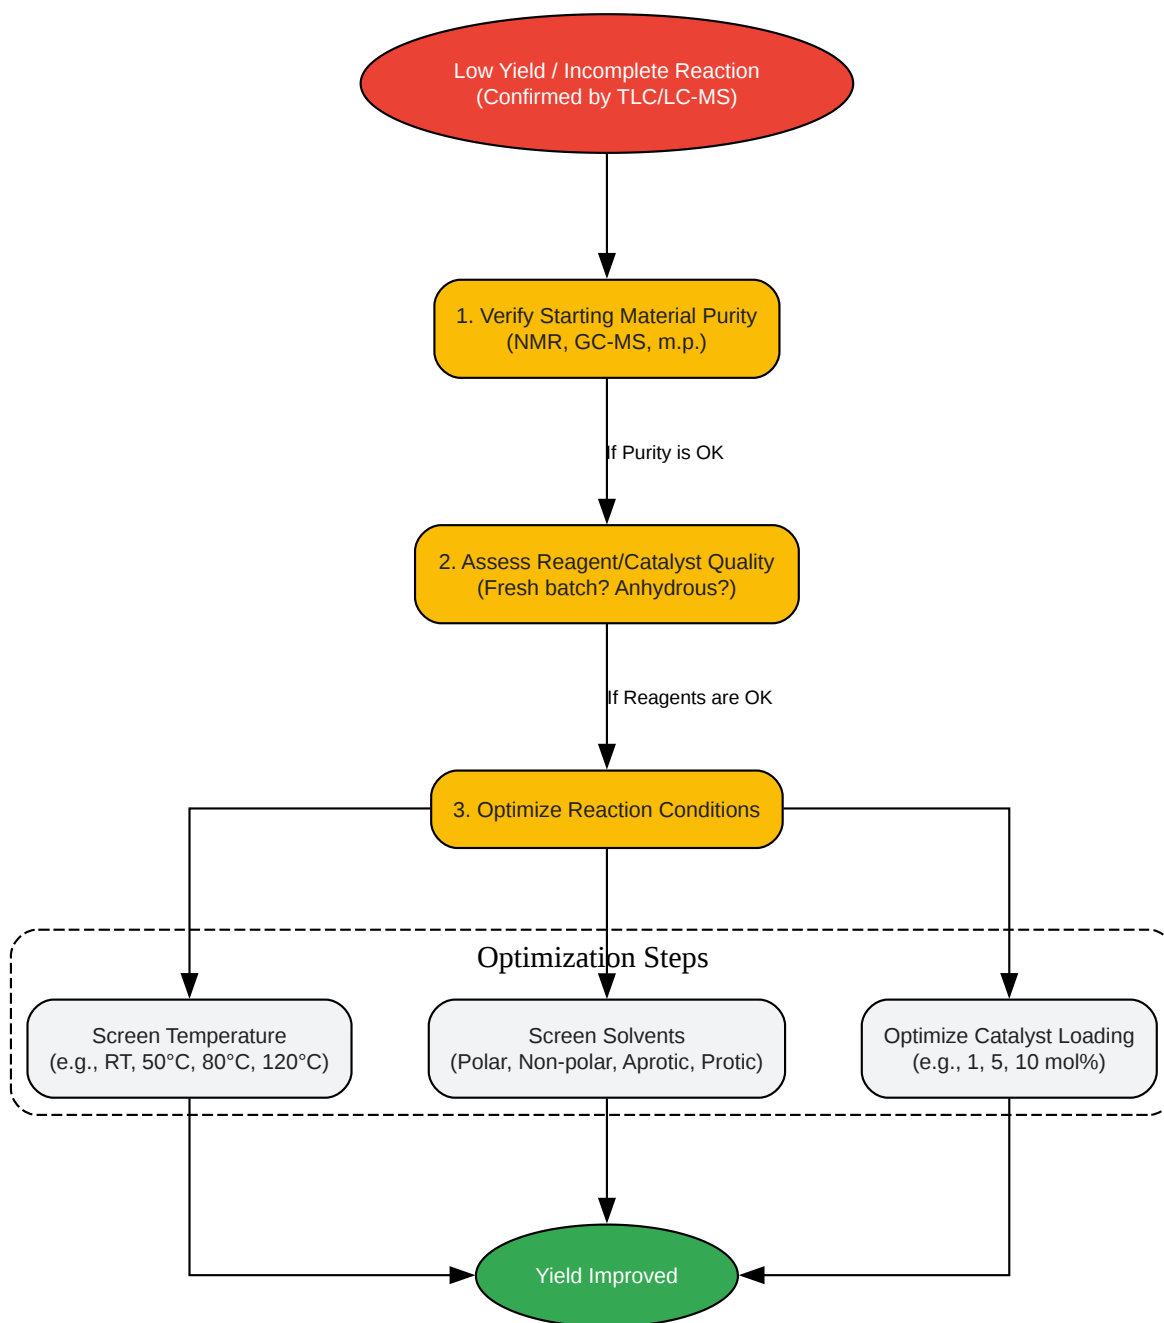 Low Yield / Incomplete Reaction
(Confirmed by TLC/LC-MS)
1. Verify Starting Material Purity
(NMR, GC-MS, m.p.)
If Purity is OK
2. Assess Reagent/Catalyst Quality
(Fresh batch? Anhydrous?)
If Reagents are OK
3. Optimize Reaction Conditions
Optimization Steps
Screen Temperature
(e.g., RT, 50°C, 80°C, 120°C)
Screen Solvents
(Polar, Non-polar, Aprotic, Protic)
Optimize Catalyst Loading
(e.g., 1, 5, 10 mol%)
Yield Improved